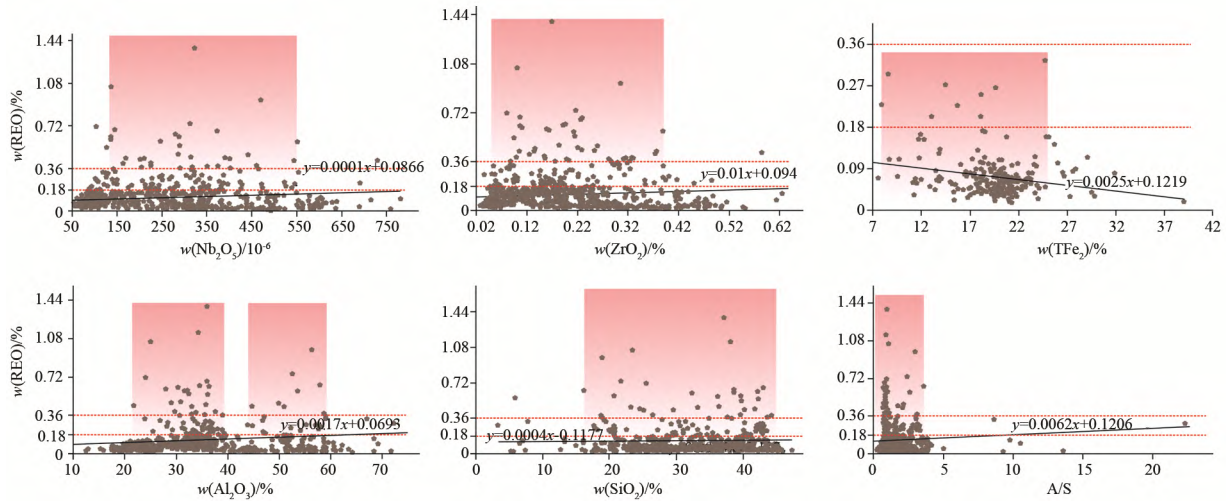 1.44
1.08
0.72
0.36
0.18
0
w(REO)/%
y=0.0001x+0.0866
50 150 250 350 450 550 650 750
w(Nb₂O₅)/10⁻⁶
1.44
1.08
0.72
0.36
0.18
0
y=0.01x+0.094
0.02 0.12 0.22 0.32 0.42 0.52 0.62
w(ZrO₂)/%
0.36
0.27
0.18
0.09
0
y=0.0025x+0.1219
7 12 17 22 27 32 37 42
w(TFe₂)/%
1.44
1.08
0.72
0.36
0.18
0
w(REO)/%
y=0.0017x+0.0693
10 20 30 40 50 60 70
w(Al₂O₃)/%
1.44
1.08
0.72
0.36
0.18
0
y=0.0004x-0.1177
0 10 20 30 40
w(SiO₂)/%
1.44
1.08
0.72
0.36
0.18
0
y=0.0062x+0.1206
0 5 10 15 20
A/S